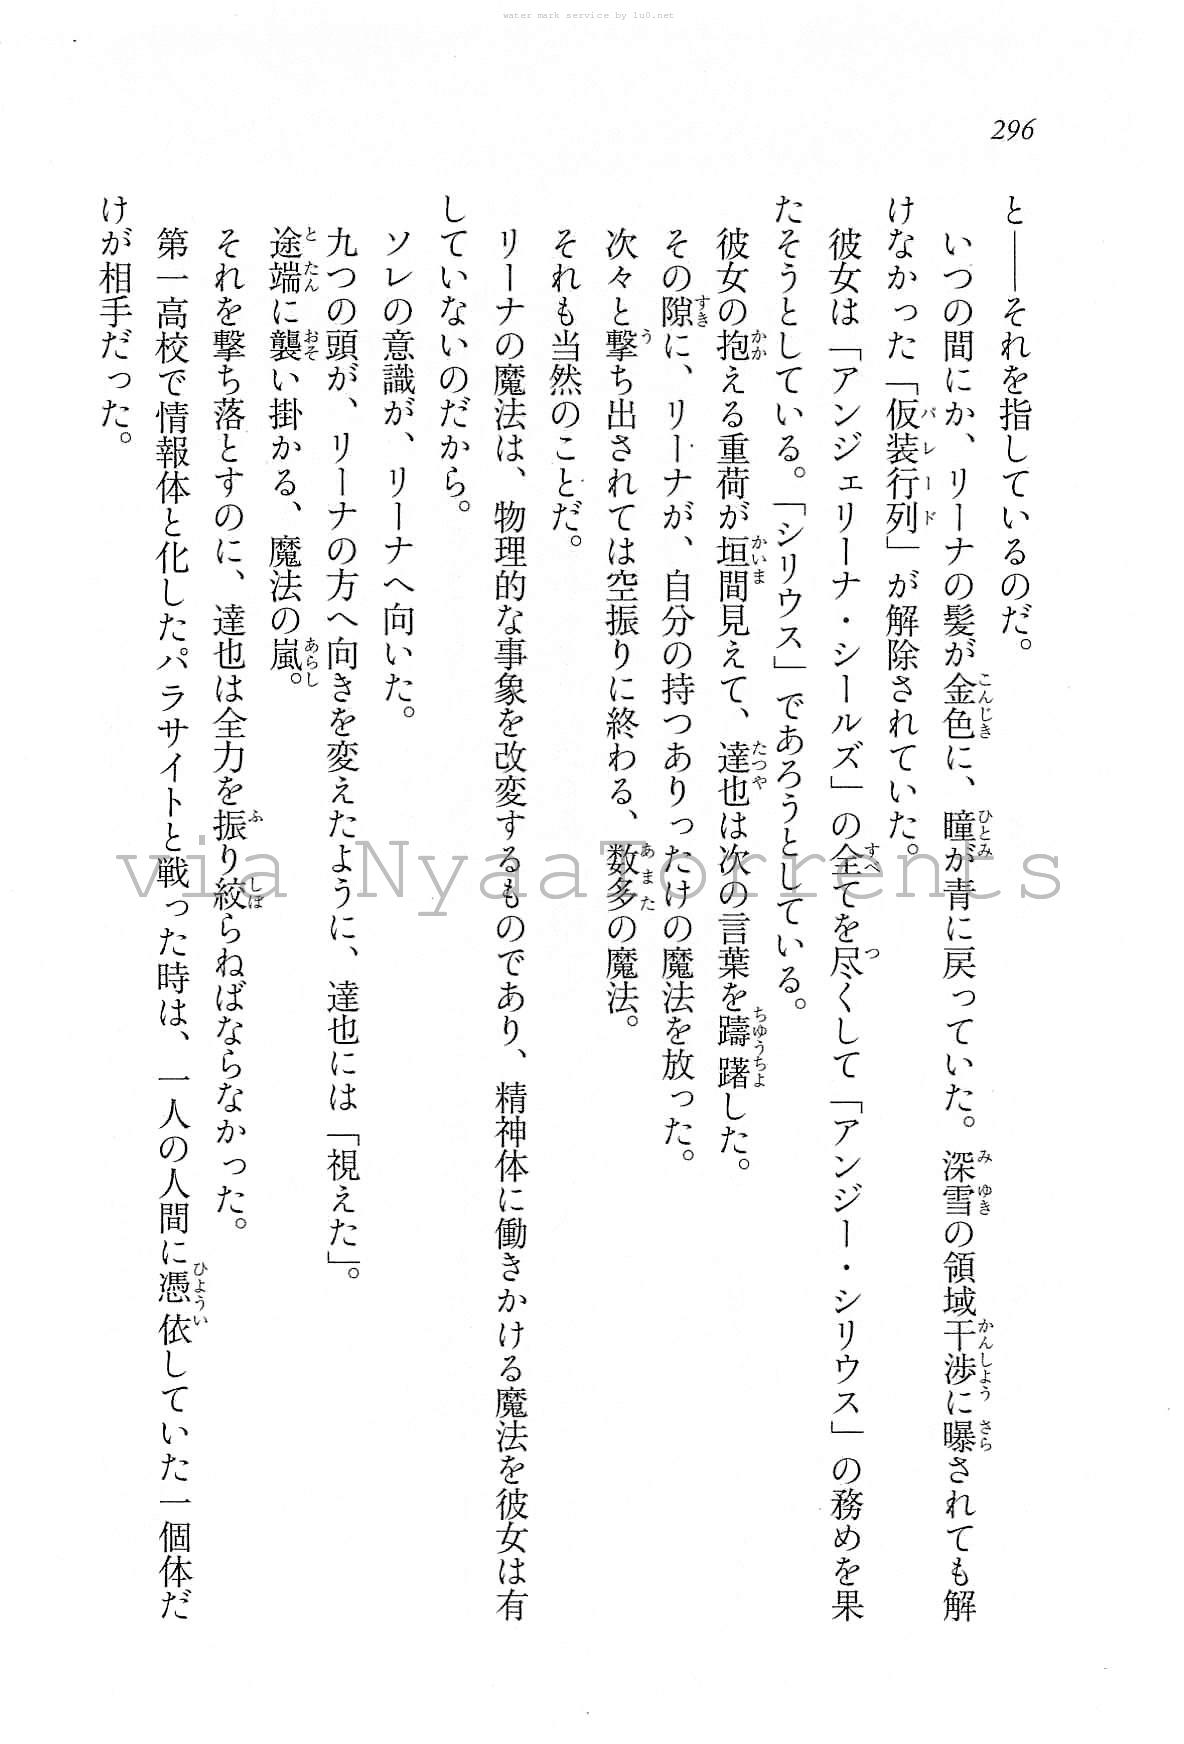 water mark service by 1u0.net
296
と――それを指しているのだ。
いつの間にか、リーナの髪が金色に、瞳が青に戻っていた。深雪の領域干渉に曝されても解
けなかった「仮装行列」が解除されていた。
彼女は「アンジェリーナ・シールズ」の全てを尽くして「アンジー・シリウス」の務めを果
たそうとしている。「シリウス」であろうとしている。
彼女の抱える重荷が垣間見えて、達也は次の言葉を躊躇した。
その隙に、リーナが、自分の持つありったけの魔法を放った。
次々と撃ち出されては空振りに終わる、数多の魔法。
それも当然のことだ。
リーナの魔法は、物理的な事象を改変するものであり、精神体に働きかける魔法を彼女は有
していないのだから。
ソレの意識が、リーナへ向いた。
九つの頭が、リーナの方へ向きを変えたように、達也には「視えた」。
途端に襲い掛かる、魔法の嵐。
それを撃ち落とすのに、達也は全力を振り絞らねばならなかった。
第一高校で情報体と化したパラサイトと戦った時は、一人の人間に憑依していた一個体だ
けが相手だった。
via NyaaTorrents